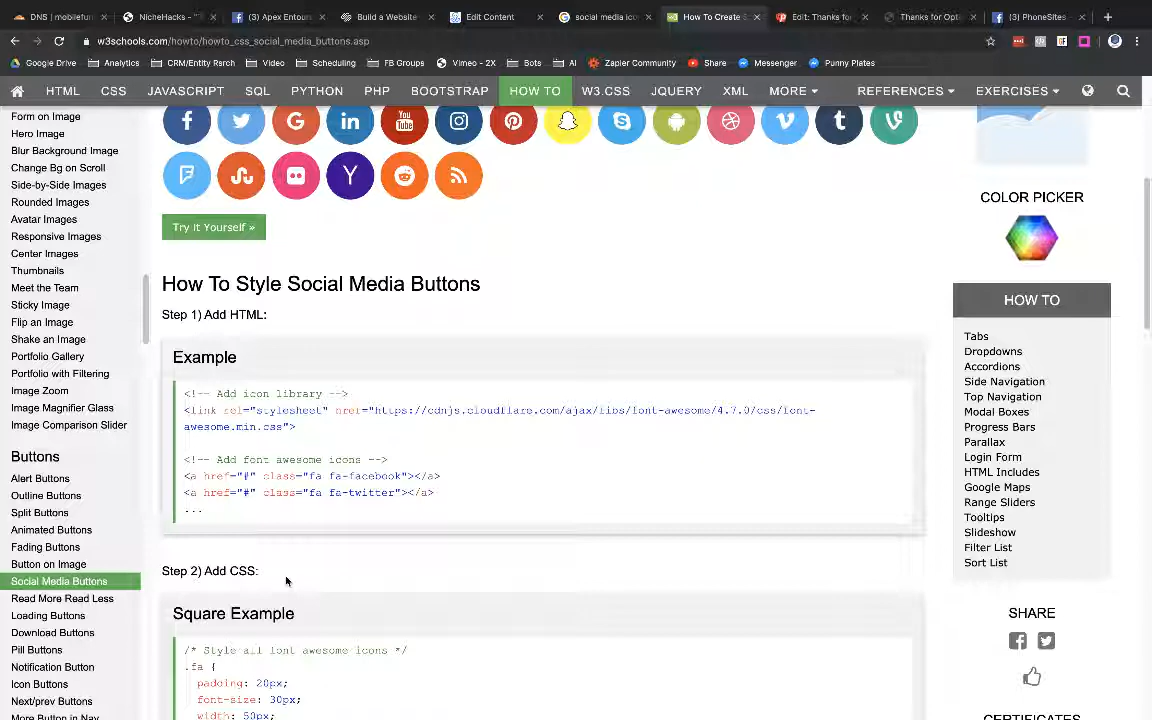 DNS | mobilefun
NicheHacks - "
(3) Apex Entour
Build a Website
Edit Content
social media ico
How To Create S
Edit: Thanks for
Thanks for Opt
(3) PhoneSites
w3schools.com/howto/howto_css_social_media_buttons.asp
Google Drive
Analytics
CRM/Entity Rsrch
Video
Scheduling
FB Groups
Vimeo - 2X
Bots
AI
Zapier Community
Share
Messenger
Punny Plates
HTML
CSS
JAVASCRIPT
SQL
PYTHON
PHP
BOOTSTRAP
HOW TO
W3.CSS
JQUERY
XML
MORE
REFERENCES
EXERCISES
Form on Image
Hero Image
Blur Background Image
Change Bg on Scroll
Side-by-Side Images
Rounded Images
Avatar Images
Responsive Images
Center Images
Thumbnails
Meet the Team
Sticky Image
Flip an Image
Shake an Image
Portfolio Gallery
Portfolio with Filtering
Image Zoom
Image Magnifier Glass
Image Comparison Slider
Buttons
Alert Buttons
Outline Buttons
Split Buttons
Animated Buttons
Fading Buttons
Button on Image
Social Media Buttons
Read More Read Less
Loading Buttons
Download Buttons
Pill Buttons
Notification Button
Icon Buttons
Next/prev Buttons
More Button in Nav
You Tube
Try It Yourself »
How To Style Social Media Buttons
Step 1) Add HTML:
Example
<!-- Add icon library -->
<link rel="stylesheet" href="https://cdnjs.cloudflare.com/ajax/libs/font-awesome/4.7.0/css/font-
awesome.min.css">
<!-- Add font awesome icons -->
<a href="#" class="fa fa-facebook"></a>
<a href="#" class="fa fa-twitter"></a>
...
Step 2) Add CSS:
Square Example
/* Style all font awesome icons */
.fa {
padding: 20px;
font-size: 30px;
width: 50px;
COLOR PICKER
HOW TO
Tabs
Dropdowns
Accordions
Side Navigation
Top Navigation
Modal Boxes
Progress Bars
Parallax
Login Form
HTML Includes
Google Maps
Range Sliders
Tooltips
Slideshow
Filter List
Sort List
SHARE
CERTIFICATES